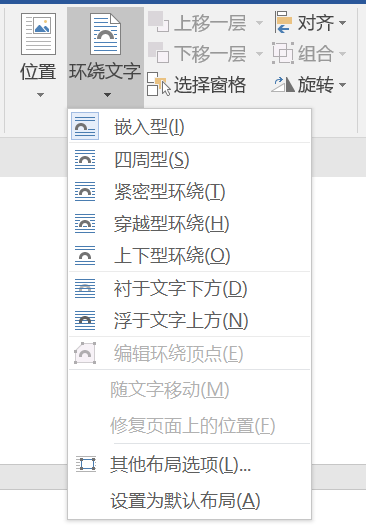 位置
环绕文字
上移一层
下移一层
选择窗格
对齐
组合
旋转
嵌入型(I)
四周型(S)
紧密型环绕(T)
穿越型环绕(H)
上下型环绕(O)
衬于文字下方(D)
浮于文字上方(N)
编辑环绕顶点(E)
随文字移动(M)
修复页面上的位置(F)
其他布局选项(L)...
设置为默认布局(A)